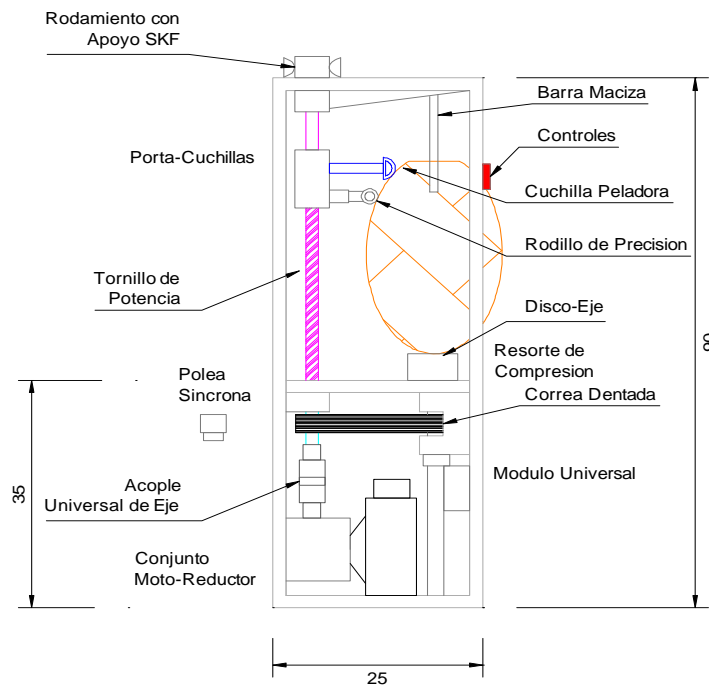 Rodamiento con
Apoyo SKF
Barra Maciza
Controles
Porta-Cuchillas
Cuchilla Peladora
Rodillo de Precision
Tornillo de
Potencia
Disco-Eje
Resorte de
Compresion
Polea
Sincrona
Correa Dentada
Modulo Universal
35
Acople
Universal de Eje
Conjunto
Moto-Reductor
25